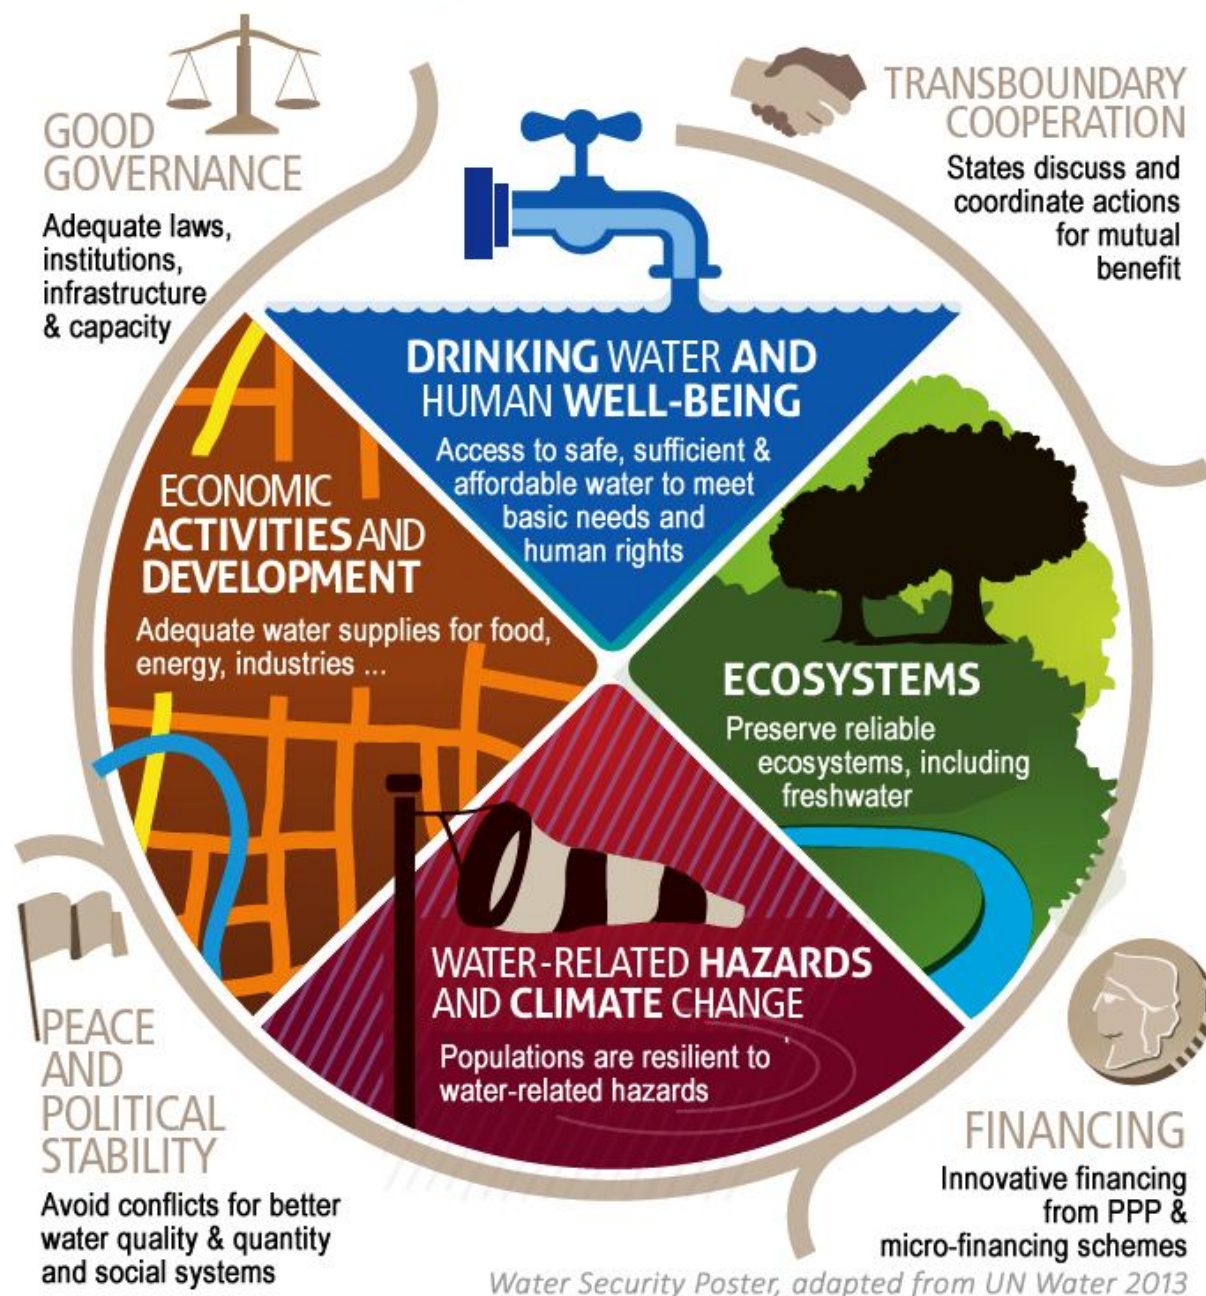 GOOD
GOVERNANCE
Adequate laws,
institutions,
infrastructure
& capacity
TRANSBOUNDARY
COOPERATION
States discuss and
coordinate actions
for mutual
benefit
DRINKING WATER AND
HUMAN WELL-BEING
Access to safe, sufficient &
affordable water to meet
basic needs and
human rights
ECONOMIC
ACTIVITIES AND
DEVELOPMENT
Adequate water supplies for food,
energy, industries ...
ECOSYSTEMS
Preserve reliable
ecosystems, including
freshwater
WATER-RELATED HAZARDS
AND CLIMATE CHANGE
Populations are resilient to
water-related hazards
PEACE
AND
POLITICAL
STABILITY
Avoid conflicts for better
water quality & quantity
and social systems
FINANCING
Innovative financing
from PPP &
micro-financing schemes
Water Security Poster, adapted from UN Water 2013